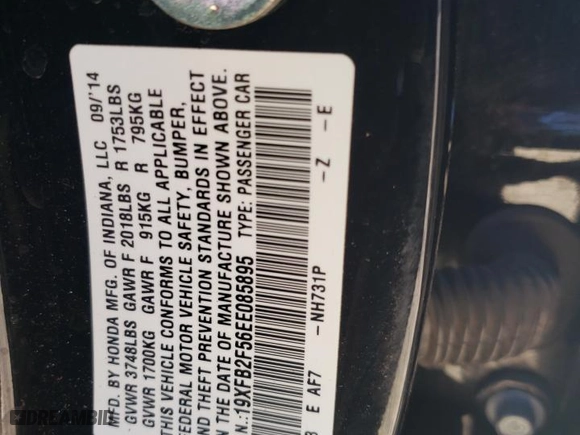 MFD. BY HONDA MFG. OF INDIANA, LLC 09/'14
GVWR 3748LBS GAWR F 2018LBS R 1753LBS
GVWR 1700KG GAWR F 915KG R 795KG
THIS VEHICLE CONFORMS TO ALL APPLICABLE
FEDERAL MOTOR VEHICLE SAFETY, BUMPER,
AND THEFT PREVENTION STANDARDS IN EFFECT
ON THE DATE OF MANUFACTURE SHOWN ABOVE.
N.:19XFB2F56EE085895 TYPE: PASSENGER CAR
E AF7 -NH731P -Z -E
DREAMBID